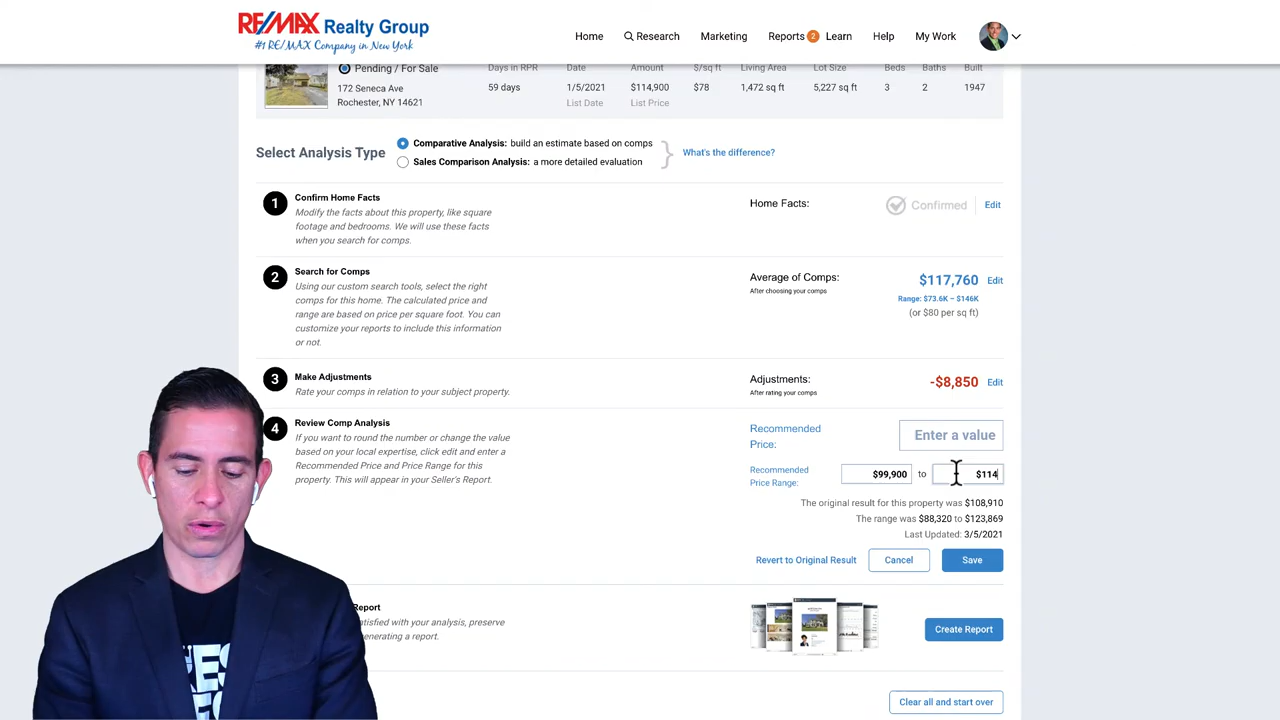 RE/MAX Realty Group
#1 RE/MAX Company in New York
Home Research Marketing Reports 2 Learn Help My Work
Pending / For Sale
172 Seneca Ave
Rochester, NY 14621
Days in RPR
59 days
Date
1/5/2021
List Date
Amount
$114,900
List Price
$/sq ft
$78
Living Area
1,472 sq ft
Lot Size
5,227 sq ft
Beds
3
Baths
2
Built
1947
Select Analysis Type
Comparative Analysis: build an estimate based on comps
Sales Comparison Analysis: a more detailed evaluation
What's the difference?
1
Confirm Home Facts
Modify the facts about this property, like square
footage and bedrooms. We will use these facts
when you search for comps.
Home Facts:
Confirmed
Edit
2
Search for Comps
Using our custom search tools, select the right
comps for this home. The calculated price and
range are based on price per square foot. You can
customize your reports to include this information
or not.
Average of Comps:
After choosing your comps
$117,760
Edit
Range: $73.6K – $146K
(or $80 per sq ft)
3
Make Adjustments
Rate your comps in relation to your subject property.
Adjustments:
After rating your comps
-$8,850
Edit
4
Review Comp Analysis
If you want to round the number or change the value
based on your local expertise, click edit and enter a
Recommended Price and Price Range for this
property. This will appear in your Seller's Report.
Recommended
Price:
Enter a value
Recommended
Price Range:
$99,900 to $114
The original result for this property was $108,910
The range was $88,320 to $123,869
Last Updated: 3/5/2021
Revert to Original Result
Cancel
Save
Report
satisfied with your analysis, preserve
generating a report.
Create Report
Clear all and start over